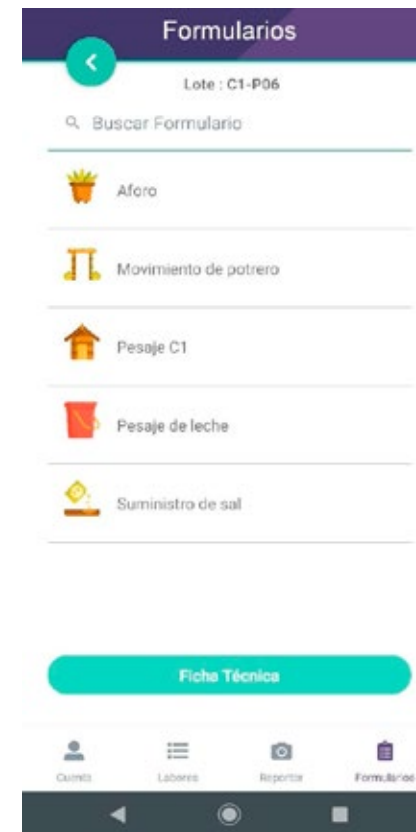 Formularios
Lote : C1-P06
Buscar Formulario
Aforo
Movimiento de potrero
Pesaje C1
Pesaje de leche
Suministro de sal
Ficha Técnica
Cuenta
Labores
Reportar
Formularios